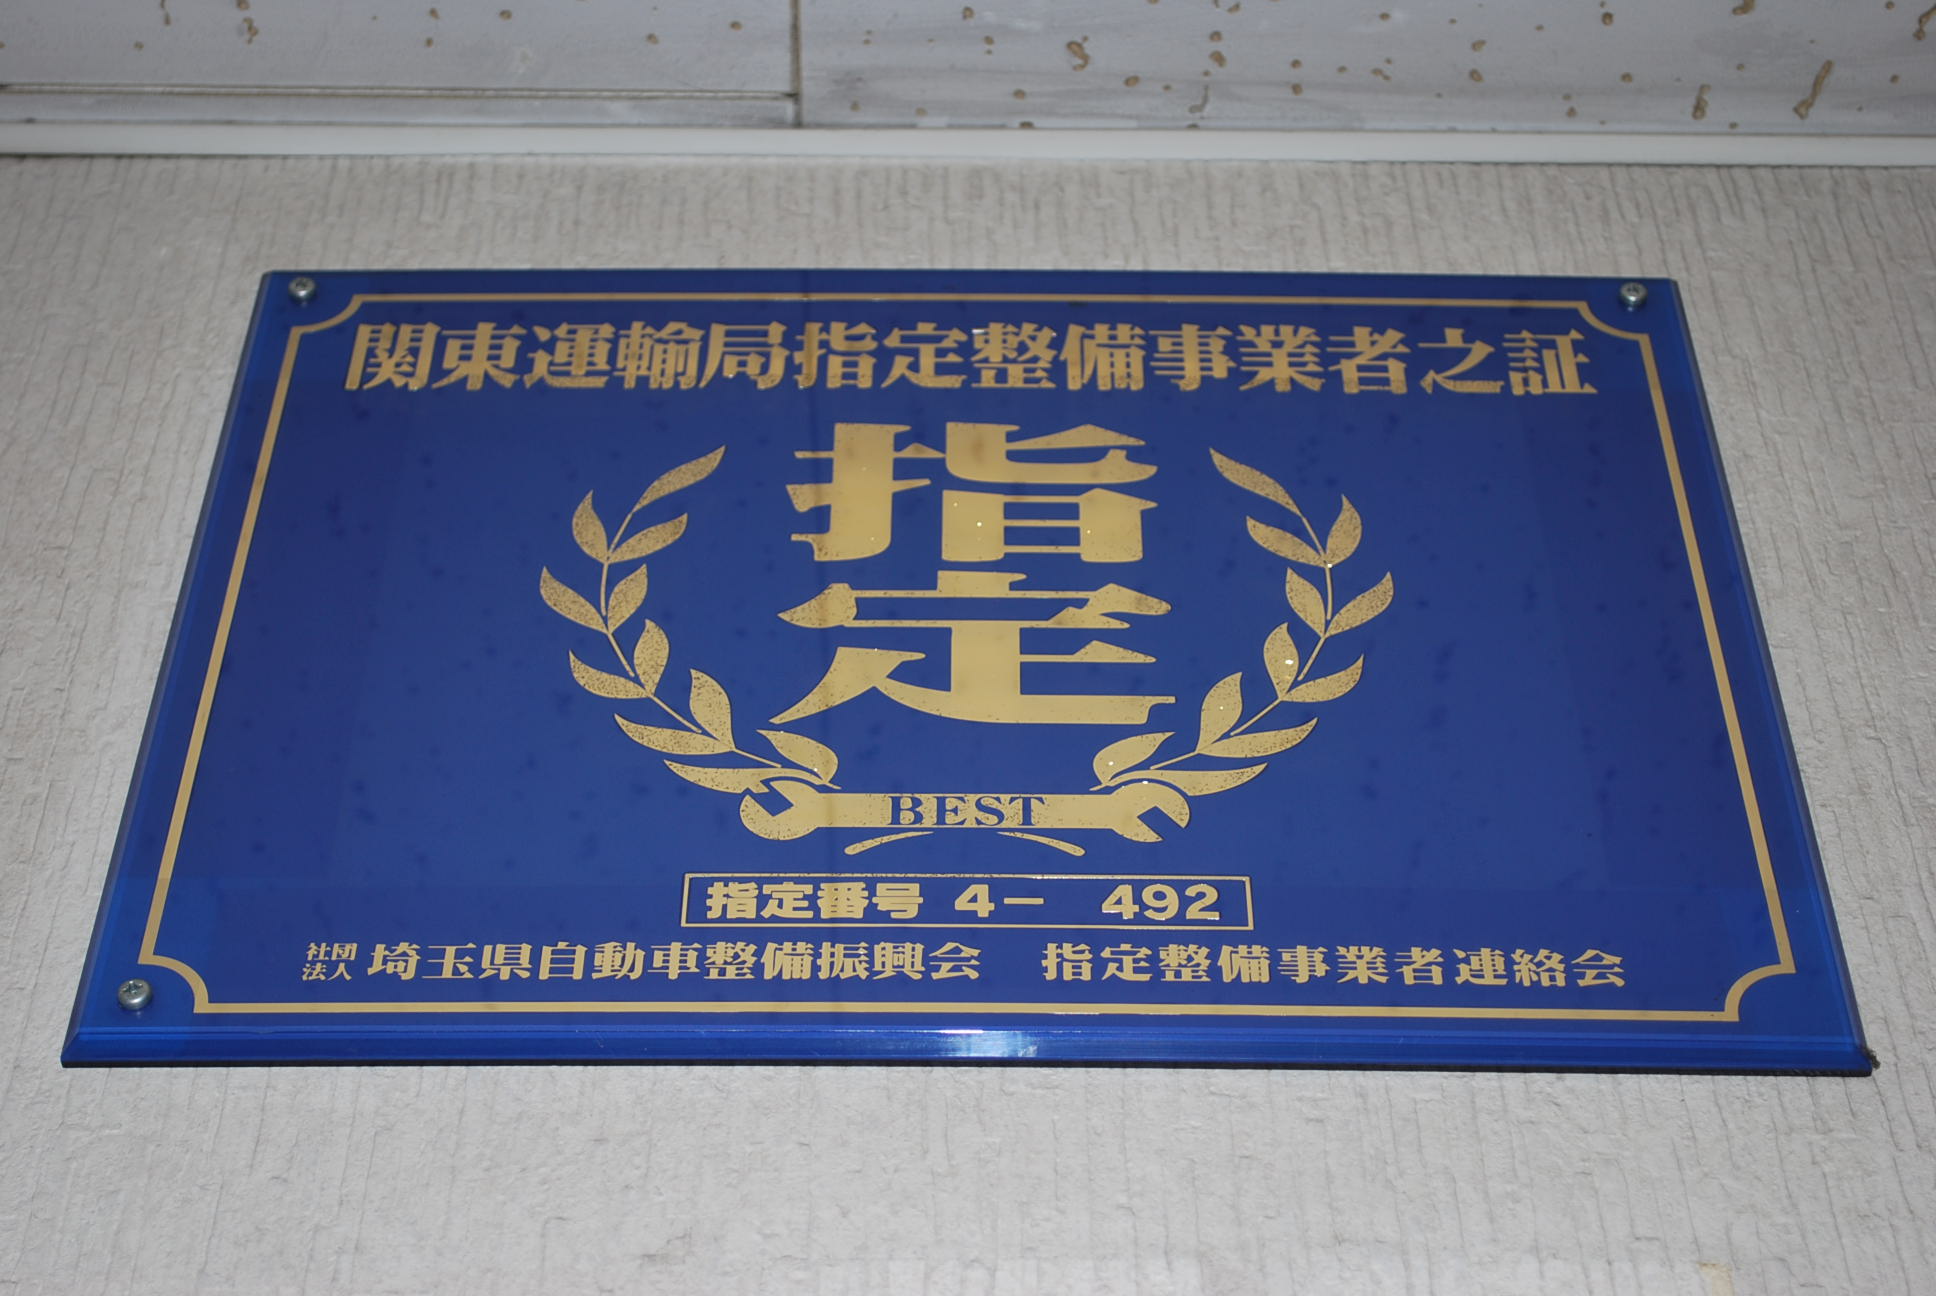 関東運輸局指定整備事業者之証
指定
BEST
指定番号 4－ 492
社団法人 埼玉県自動車整備振興会 指定整備事業者連絡会